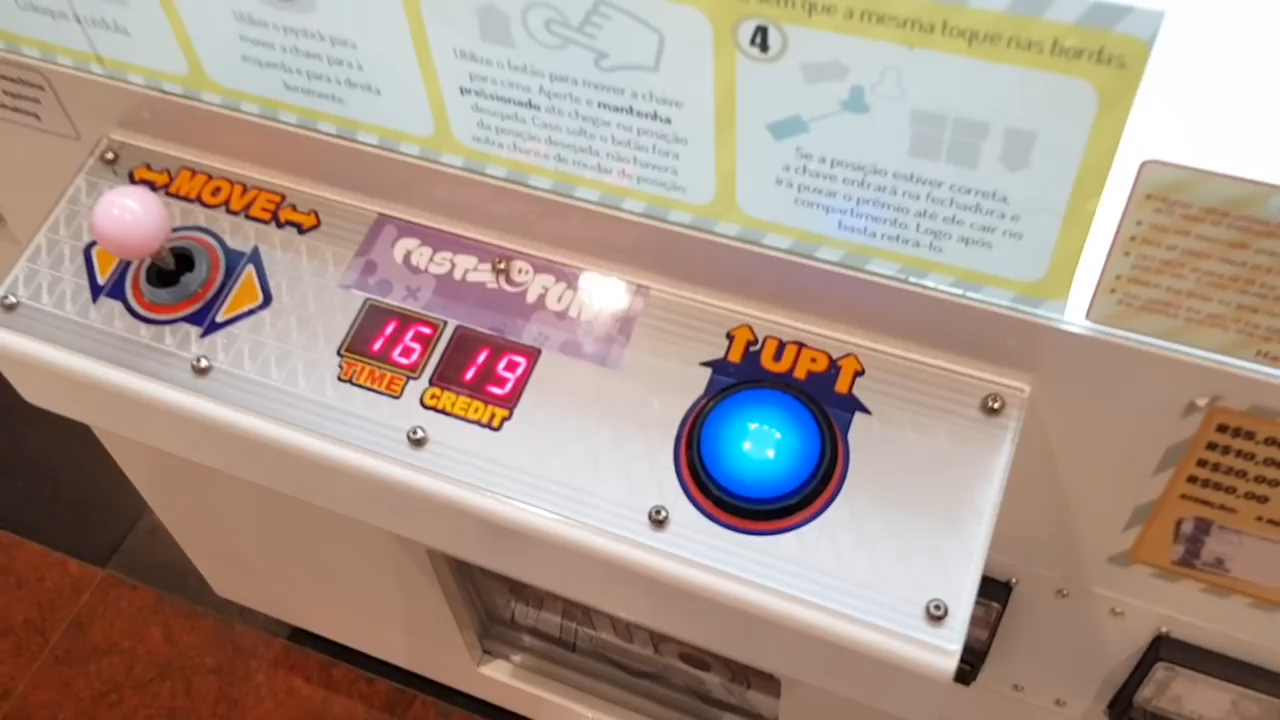 Coloque a cédula.
Utilize o joystick para
mover a chave para à
esquerda e para à direita
livremente.
Utilize o botão para mover a chave
para cima. Aperte e mantenha
pressionado até chegar na posição
desejada. Caso solte o botão fora
da posição desejada, não haverá
outra chance de mudar de posição.
sem que a mesma toque nas bordas.
4
Se a posição estiver correta,
a chave entrará na fechadura e
irá puxar o prêmio até ele cair no
compartimento. Logo após
basta retirá-lo.
MOVE
FAST FUN
16 19
TIME CREDIT
UP
R$5,0
R$10,0
R$20,00
R$50,00